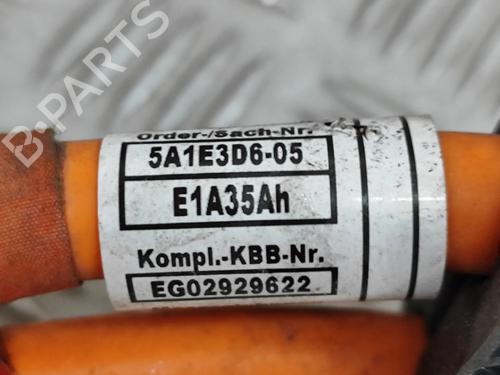 B-PARTS
Order-/Sach-Nr.
5A1E3D6-05
E1A35Ah
Kompl.-KBB-Nr.
EG02929622